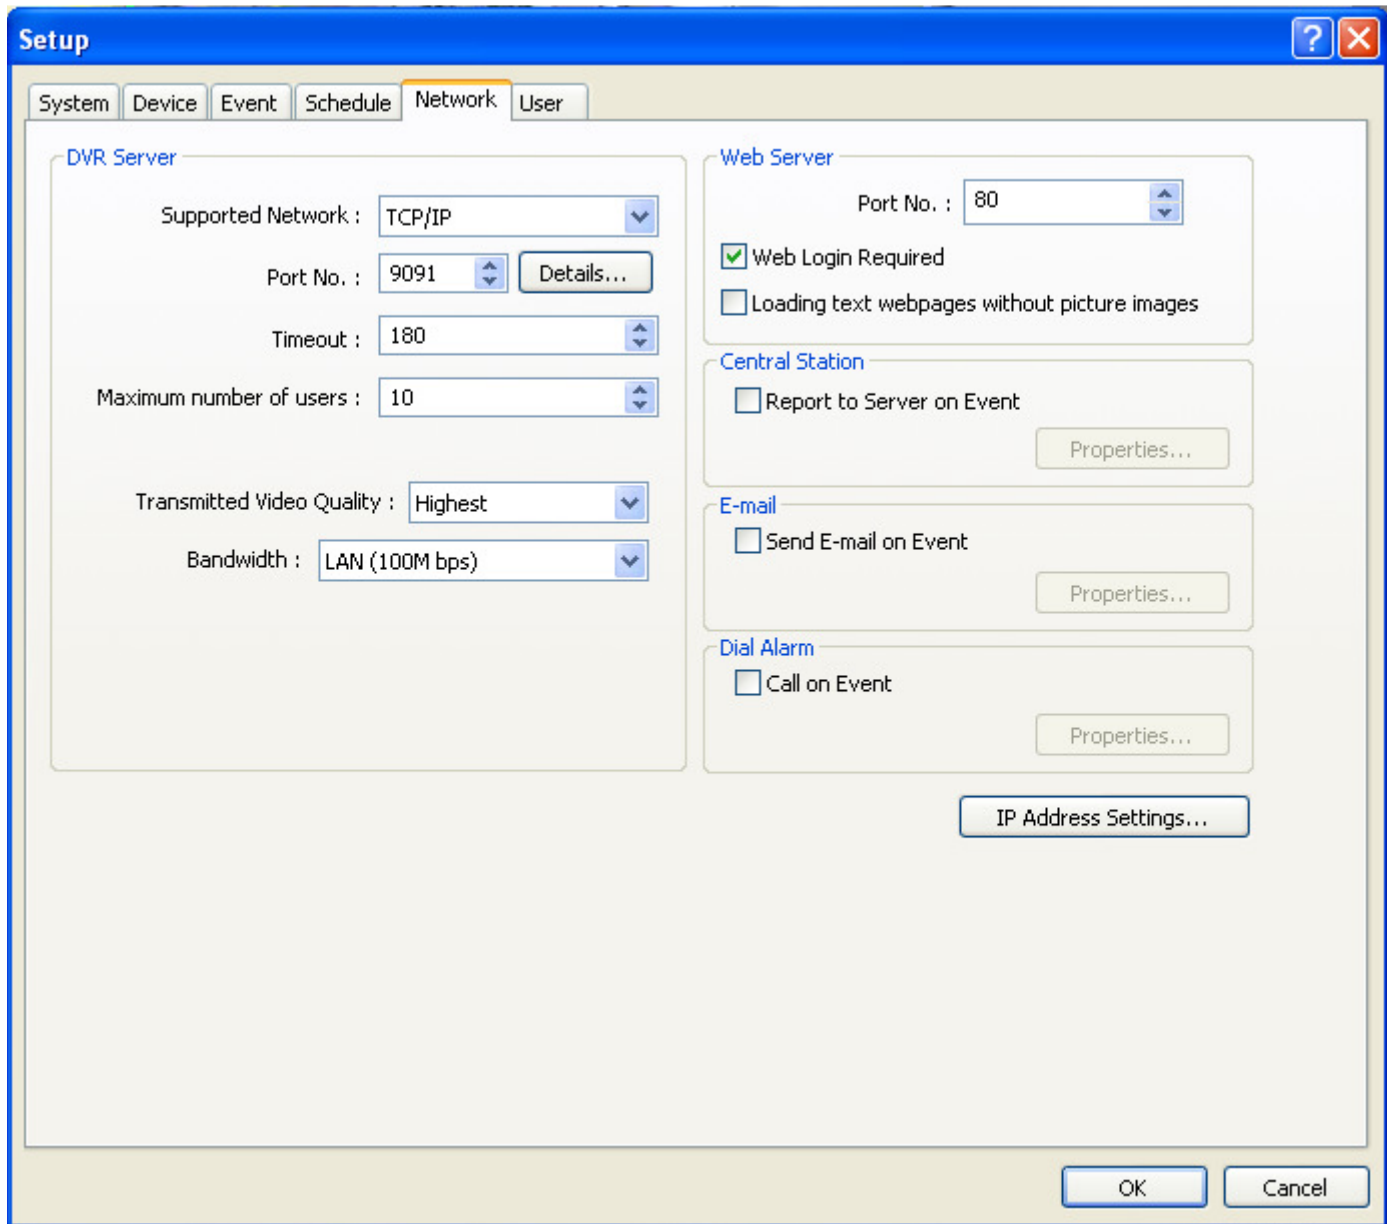 Setup
System Device Event Schedule Network User
DVR Server
Supported Network : TCP/IP
Port No. : 9091 Details...
Timeout : 180
Maximum number of users : 10
Transmitted Video Quality : Highest
Bandwidth : LAN (100M bps)
Web Server
Port No. : 80
Web Login Required
Loading text webpages without picture images
Central Station
Report to Server on Event
Properties...
E-mail
Send E-mail on Event
Properties...
Dial Alarm
Call on Event
Properties...
IP Address Settings...
OK Cancel